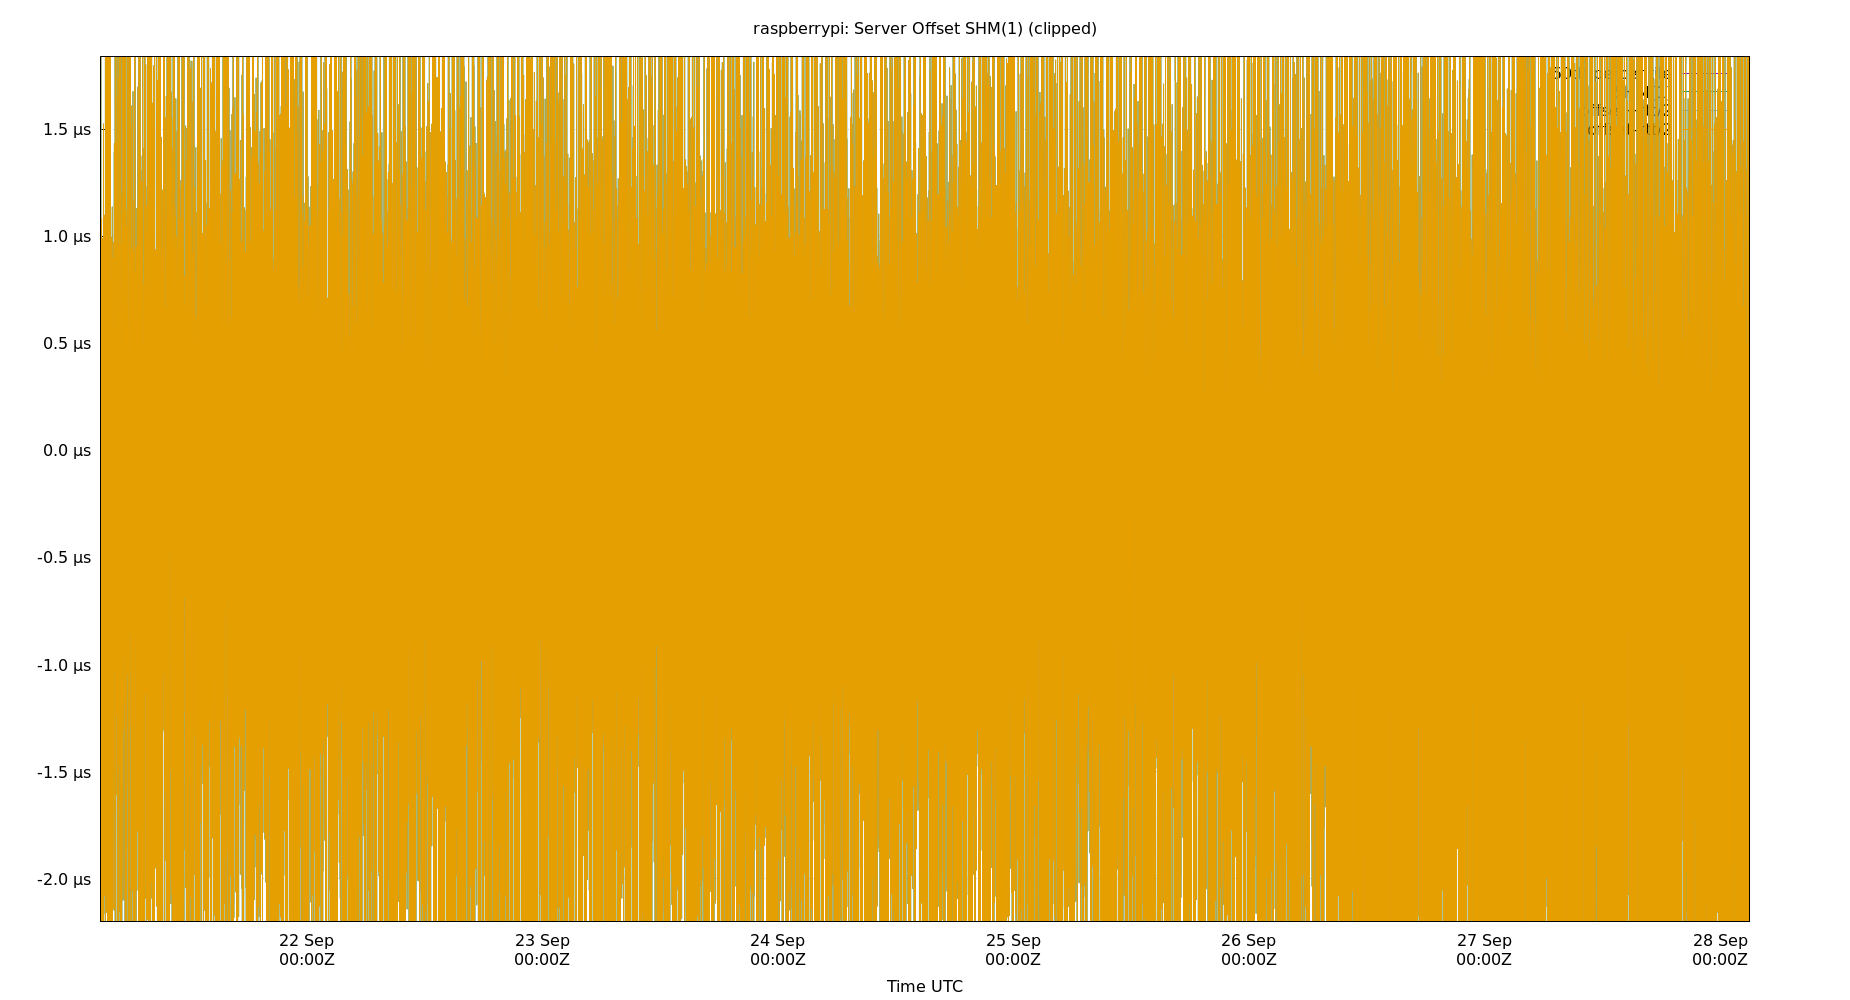 raspberrypi: Server Offset SHM(1) (clipped)
1.5 µs
1.0 µs
0.5 µs
0.0 µs
-0.5 µs
-1.0 µs
-1.5 µs
-2.0 µs
22 Sep 23 Sep 24 Sep 25 Sep 26 Sep 27 Sep 28 Sep
00:00Z 00:00Z 00:00Z 00:00Z 00:00Z 00:00Z 00:00Z
Time UTC